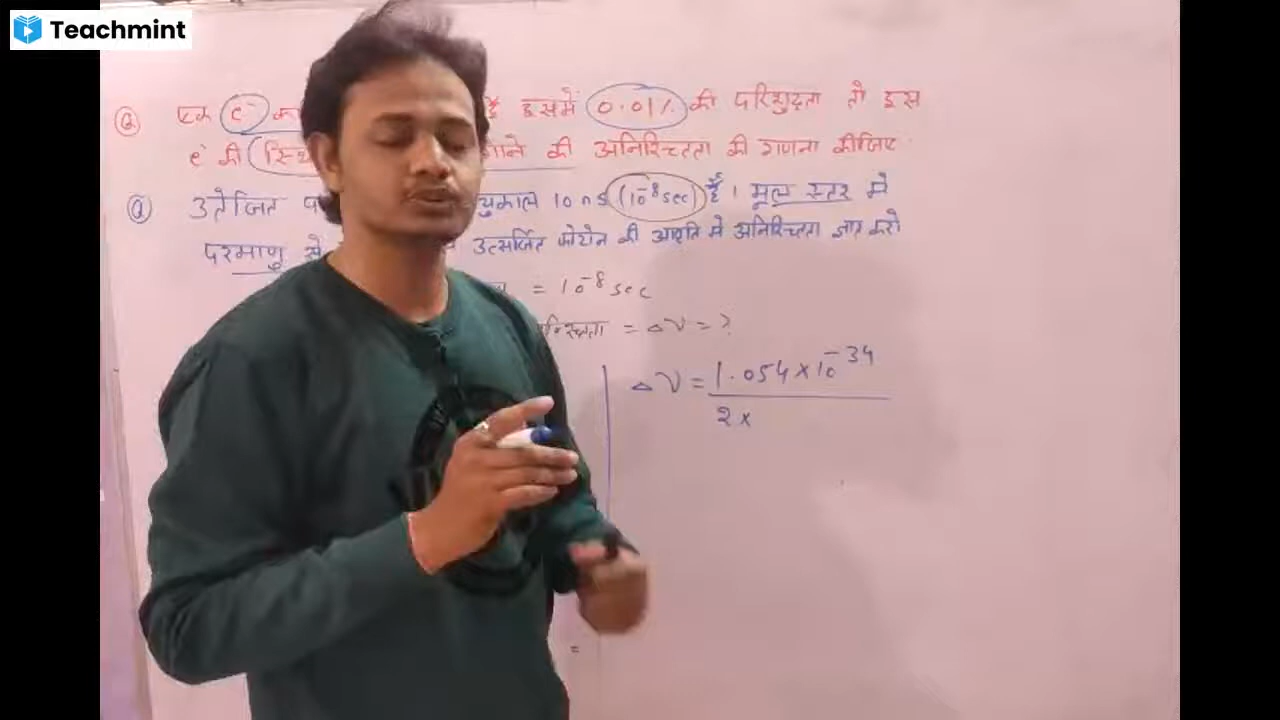 Teachmint
Q एक e⁻ क है इसमें 0.01% की परिशुद्धता तो इस
e⁻ की (स्थि जाने की अनिश्चितता की गणना कीजिए
Q उतेजित प युकाल 10 ns (10⁻⁸ sec) है। मूल स्तर में
परमाणु से उत्सर्जित फोटोन की आवृति में अनिश्चितता ज्ञात करो
= 10⁻⁸ sec
= Δν = ?
Δν = 1.054 × 10⁻³⁴
2 ×
=